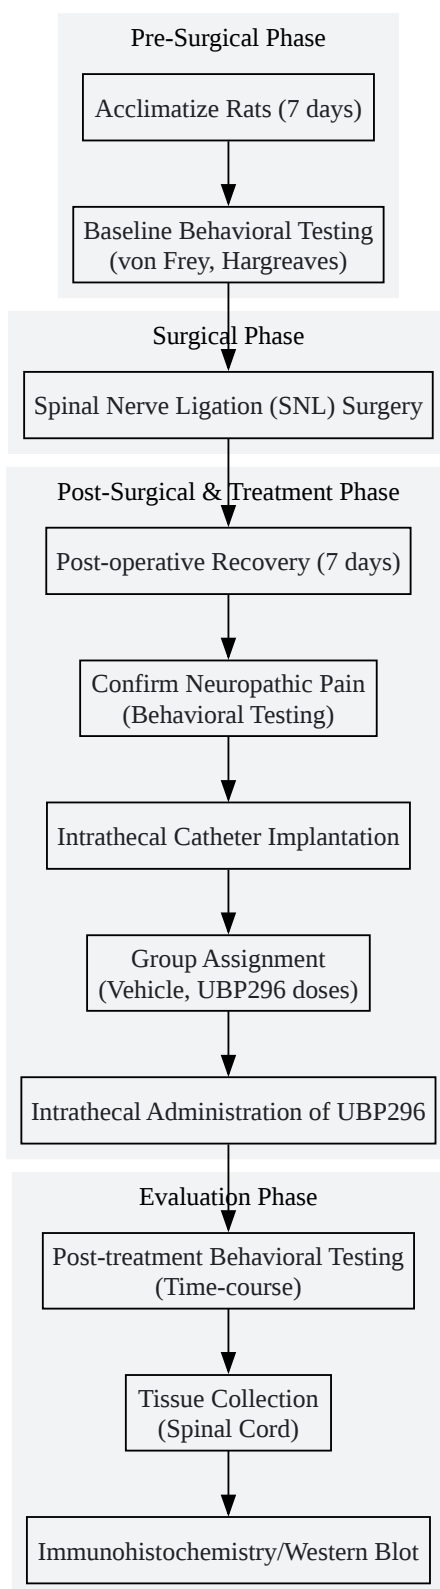 Pre-Surgical Phase
Acclimatize Rats (7 days)
Baseline Behavioral Testing
(von Frey, Hargreaves)
Surgical Phase
Spinal Nerve Ligation (SNL) Surgery
Post-Surgical & Treatment Phase
Post-operative Recovery (7 days)
Confirm Neuropathic Pain
(Behavioral Testing)
Intrathecal Catheter Implantation
Group Assignment
(Vehicle, UBP296 doses)
Intrathecal Administration of UBP296
Evaluation Phase
Post-treatment Behavioral Testing
(Time-course)
Tissue Collection
(Spinal Cord)
Immunohistochemistry/Western Blot